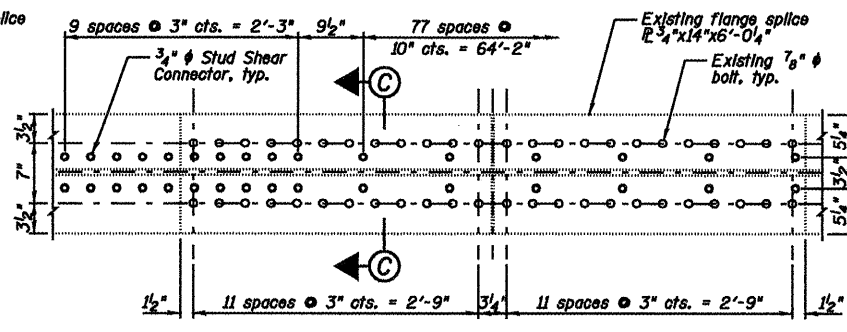 plice
9 spaces @ 3" cts. = 2'-3"
9½"
77 spaces @
10" cts. = 64'-2"
Existing flange splice
PL ¾"x14"x6'-0¼"
¾" ϕ Stud Shear
Connector, typ.
Existing ⅞" ϕ
bolt, typ.
C
3½"
7"
3½"
5¼"
3½"
5¼"
C
1½"
11 spaces @ 3" cts. = 2'-9"
3¼"
11 spaces @ 3" cts. = 2'-9"
1½"